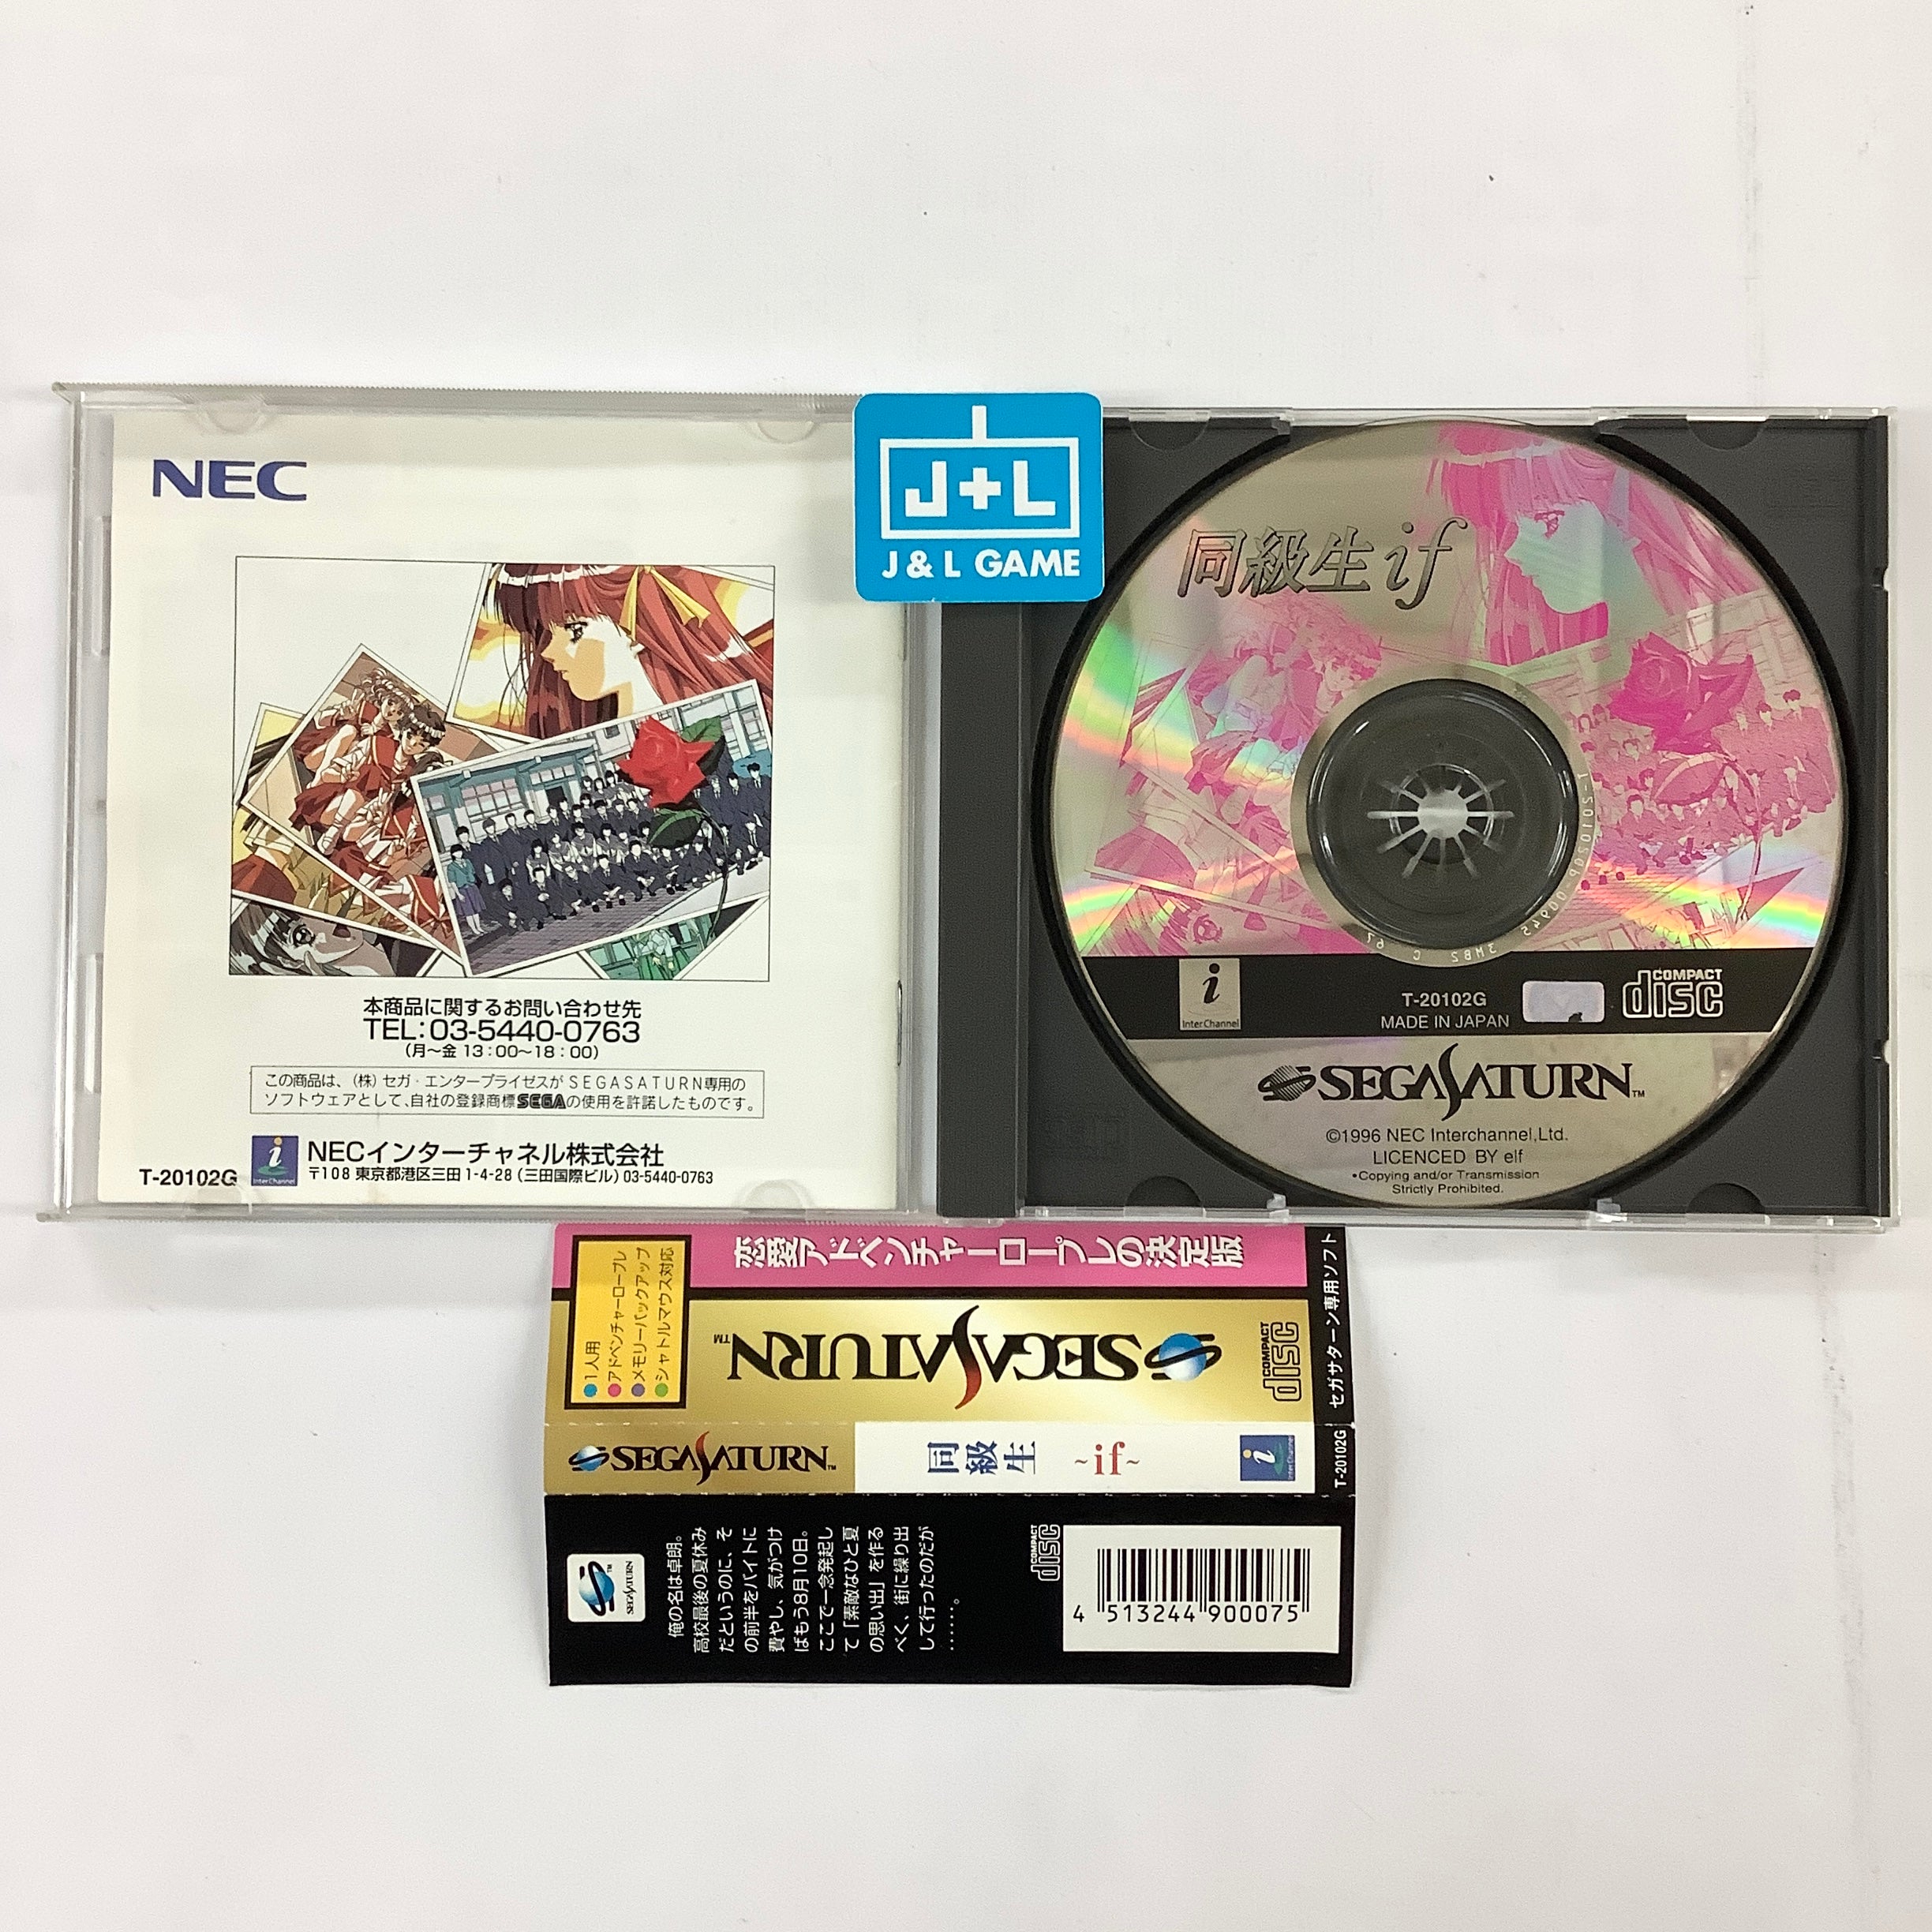 NEC
本商品に関するお問い合わせ先
TEL:03-5440-0763
(月〜金 13:00〜18:00)
この商品は、(株)セガ・エンタープライゼスがSEGASATURN専用の
ソフトウェアとして、自社の登録商標SEGAの使用を許諾したものです。
T-20102G
i
InterChannel
NECインターチャネル株式会社
〒108 東京都港区三田1-4-28 (三田国際ビル) 03-5440-0763
J+L
J & L GAME
同級生if
i
InterChannel
T-20102G
MADE IN JAPAN
COMPACT
disc
SEGASATURN™
©1996 NEC Interchannel,Ltd.
LICENCED BY elf
•Copying and/or Transmission
Strictly Prohibited.
恋愛アドベンチャーロープレの決定版
●1人用
●アドベンチャーロープレ
●メモリーバックアップ
●シャトルマウス対応
SEGASATURN™
COMPACT
disc
セガサターン専用ソフト
SEGASATURN™
同級生 ~if~
i
InterChannel
T-20102G
SEGASATURN™
俺の名は卓朗。
高校最後の夏休み
だというのに、そ
の前半をバイトに
費やし、気がつけ
ばもう8月10日。
ここで一念発起し
て「素敵なひと夏
の思い出」を作る
べく、街に繰り出
して行ったのだが
……。
COMPACT
disc
4 513244 900075